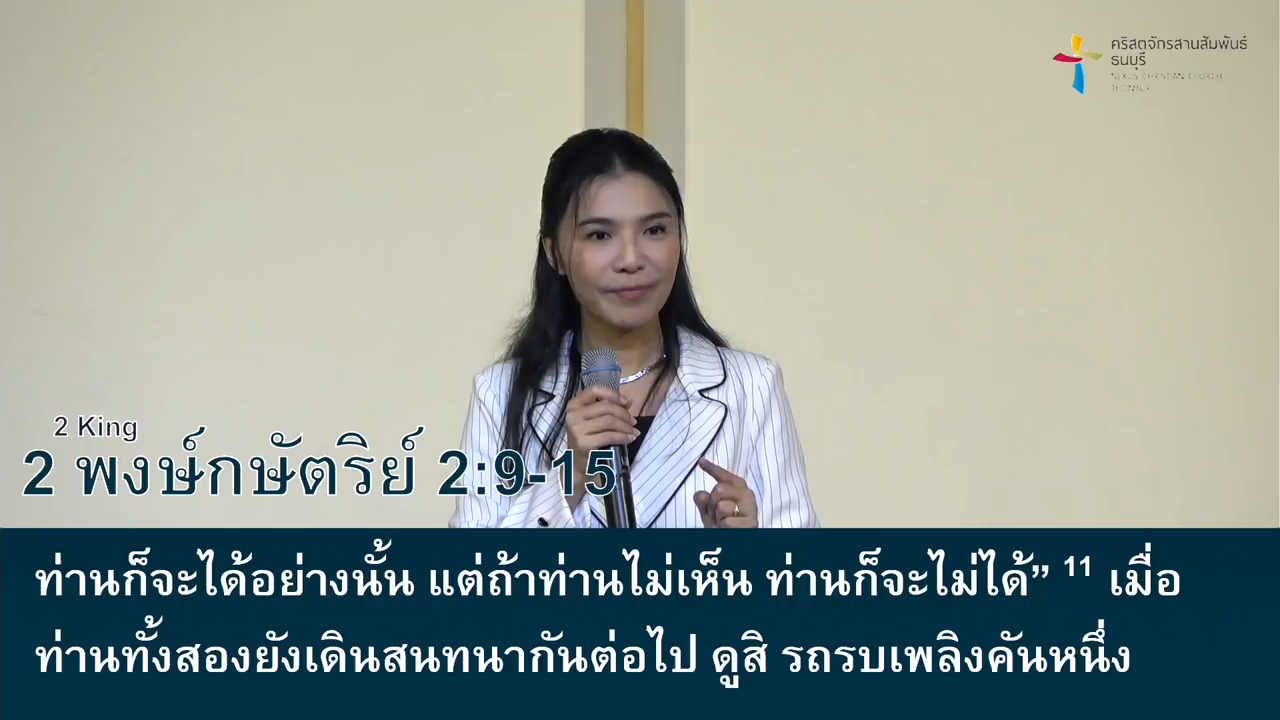 คริสตจักรสานสัมพันธ์
ธนบุรี
NEXUS CHRISTIAN CHURCH
THONBURI
2 King
2 พงษ์กษัตริย์ 2:9-15
ท่านก็จะได้อย่างนั้น แต่ถ้าท่านไม่เห็น ท่านก็จะไม่ได้” 11 เมื่อ
ท่านทั้งสองยังเดินสนทนากันต่อไป ดูสิ รถรบเพลิงคันหนึ่ง